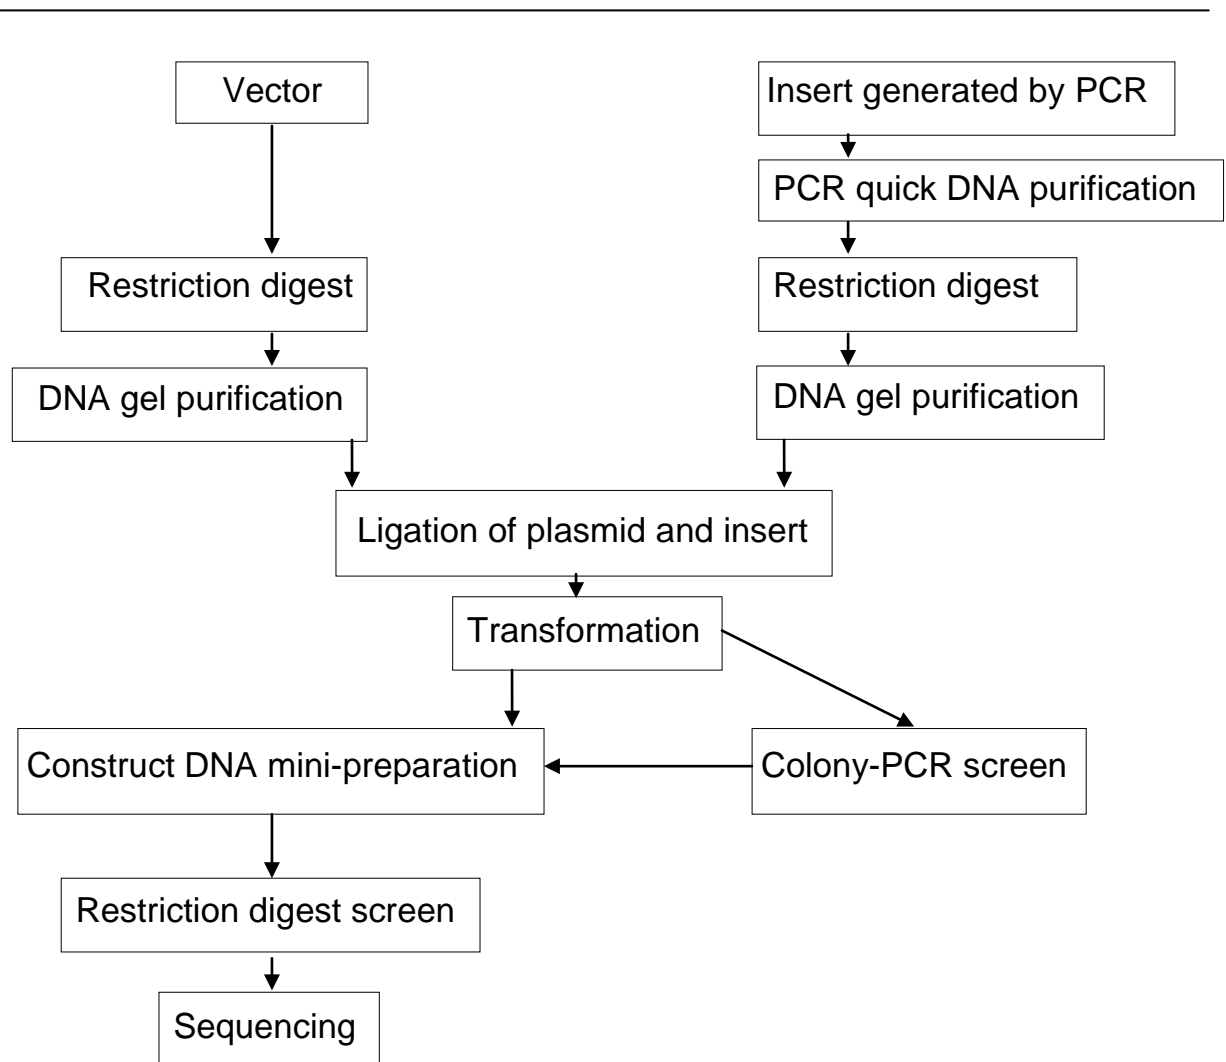 Vector
Insert generated by PCR
PCR quick DNA purification
Restriction digest
Restriction digest
DNA gel purification
DNA gel purification
Ligation of plasmid and insert
Transformation
Construct DNA mini-preparation
Colony-PCR screen
Restriction digest screen
Sequencing